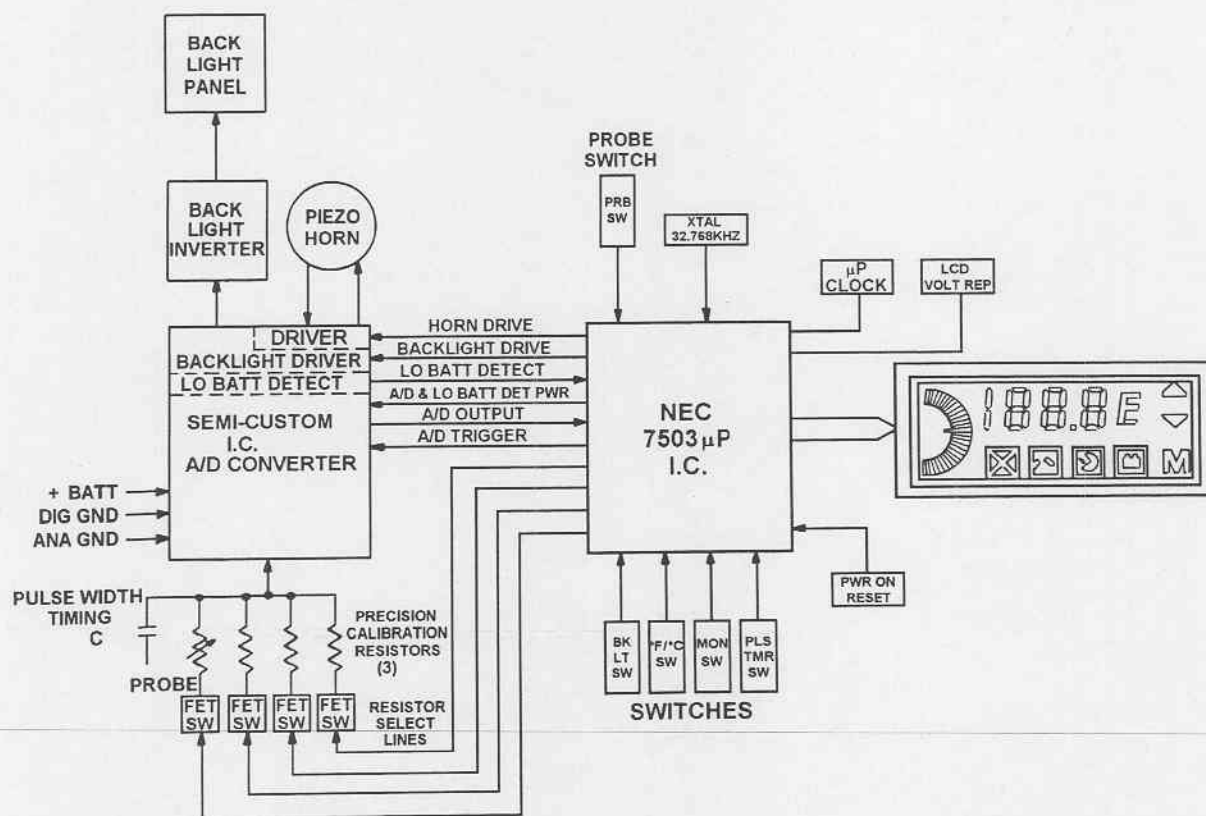 BACK
LIGHT
PANEL
BACK
LIGHT
INVERTER
PIEZO
HORN
PROBE
SWITCH
PRB
SW
XTAL
32.768KHZ
µP
CLOCK
LCD
VOLT REP
DRIVER
BACKLIGHT DRIVER
LO BATT DETECT
SEMI-CUSTOM
I.C.
A/D CONVERTER
HORN DRIVE
BACKLIGHT DRIVE
LO BATT DETECT
A/D & LO BATT DET PWR
A/D OUTPUT
A/D TRIGGER
NEC
7503 µP
I.C.
188.8E
M
+ BATT
DIG GND
ANA GND
PWR ON
RESET
PULSE WIDTH
TIMING
C
PROBE
PRECISION
CALIBRATION
RESISTORS
(3)
FET
SW
FET
SW
FET
SW
FET
SW
RESISTOR
SELECT
LINES
BK
LT
SW
°F/°C
SW
MON
SW
PLS
TMR
SW
SWITCHES